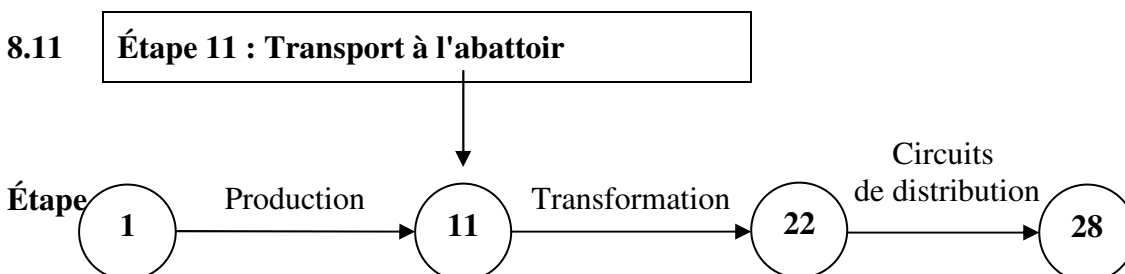 8.11 Étape 11 : Transport à l'abattoir
Circuits
Étape Production Transformation de distribution
1 11 22 28